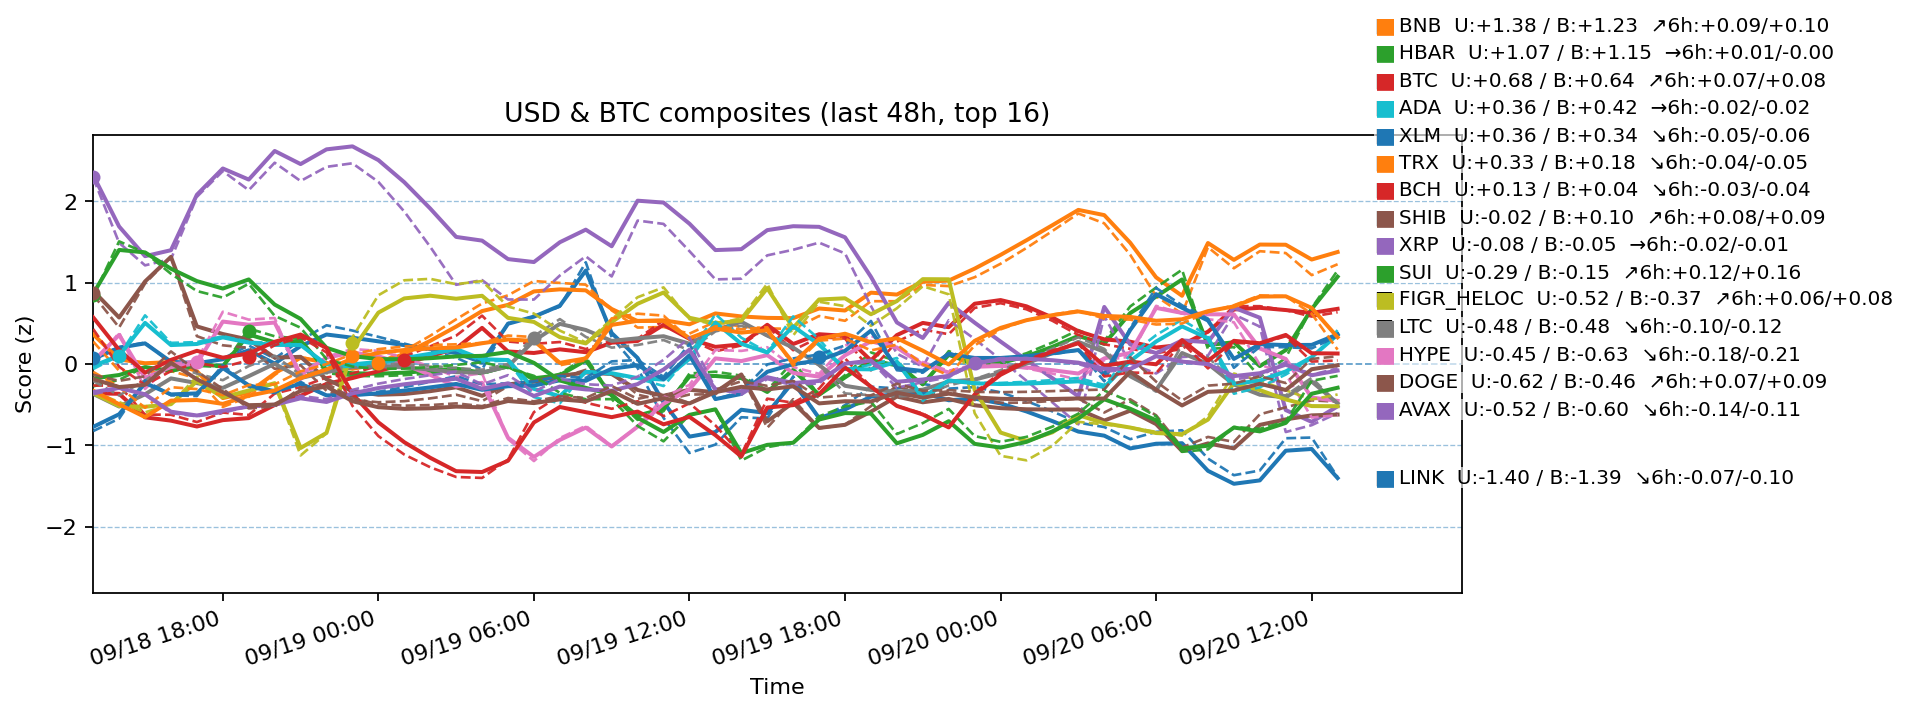 USD & BTC composites (last 48h, top 16)
BNB U:+1.38 / B:+1.23 ↗6h:+0.09/+0.10
HBAR U:+1.07 / B:+1.15 →6h:+0.01/-0.00
BTC U:+0.68 / B:+0.64 ↗6h:+0.07/+0.08
ADA U:+0.36 / B:+0.42 →6h:-0.02/-0.02
XLM U:+0.36 / B:+0.34 ↘6h:-0.05/-0.06
TRX U:+0.33 / B:+0.18 ↘6h:-0.04/-0.05
BCH U:+0.13 / B:+0.04 ↘6h:-0.03/-0.04
SHIB U:-0.02 / B:+0.10 ↗6h:+0.08/+0.09
XRP U:-0.08 / B:-0.05 →6h:-0.02/-0.01
SUI U:-0.29 / B:-0.15 ↗6h:+0.12/+0.16
FIGR_HELOC U:-0.52 / B:-0.37 ↗6h:+0.06/+0.08
LTC U:-0.48 / B:-0.48 ↘6h:-0.10/-0.12
HYPE U:-0.45 / B:-0.63 ↘6h:-0.18/-0.21
DOGE U:-0.62 / B:-0.46 ↗6h:+0.07/+0.09
AVAX U:-0.52 / B:-0.60 ↘6h:-0.14/-0.11
LINK U:-1.40 / B:-1.39 ↘6h:-0.07/-0.10
Score (z)
2
1
0
−1
−2
09/18 18:00
09/19 00:00
09/19 06:00
09/19 12:00
09/19 18:00
09/20 00:00
09/20 06:00
09/20 12:00
Time